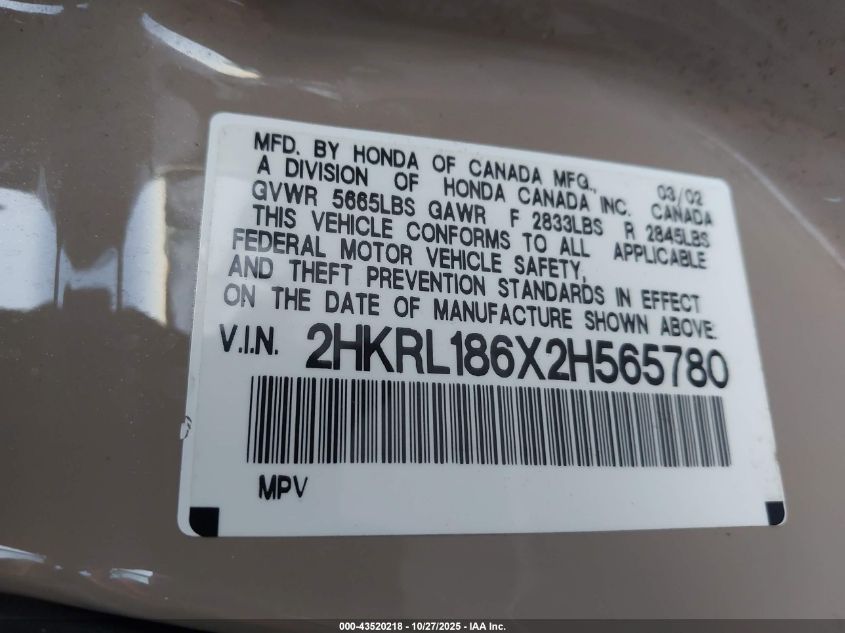 MFD. BY HONDA OF CANADA MFG., 03/02
A DIVISION OF HONDA CANADA INC. CANADA
GVWR 5665LBS GAWR F 2833LBS R 2845LBS
THIS VEHICLE CONFORMS TO ALL APPLICABLE
FEDERAL MOTOR VEHICLE SAFETY,
AND THEFT PREVENTION STANDARDS IN EFFECT
ON THE DATE OF MANUFACTURE SHOWN ABOVE:
V.I.N. 2HKRL186X2H565780
MPV
000-43520218 - 10/27/2025 - IAA Inc.